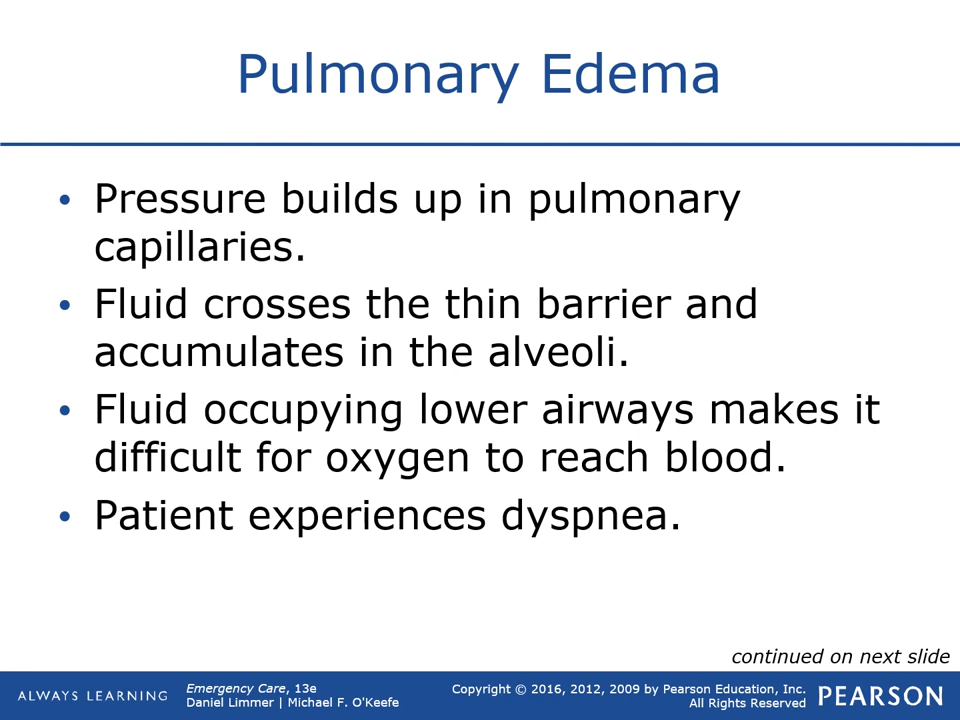 Pulmonary Edema
• Pressure builds up in pulmonary
capillaries.
• Fluid crosses the thin barrier and
accumulates in the alveoli.
• Fluid occupying lower airways makes it
difficult for oxygen to reach blood.
• Patient experiences dyspnea.
continued on next slide
ALWAYS LEARNING
Emergency Care, 13e
Daniel Limmer | Michael F. O'Keefe
Copyright © 2016, 2012, 2009 by Pearson Education, Inc.
All Rights Reserved
PEARSON